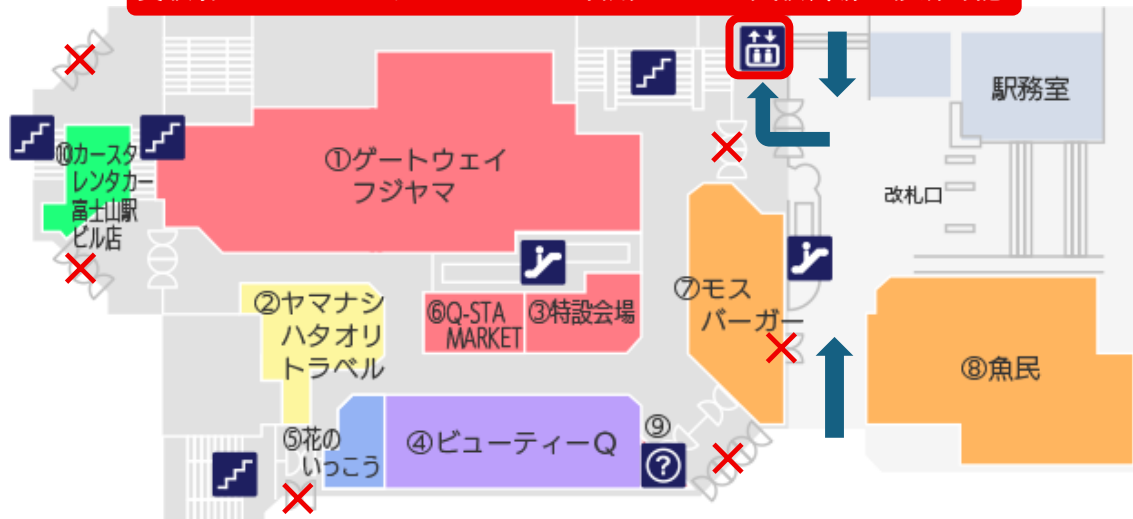 ①ゲートウェイ
フジヤマ
駅務室
改札口
⑩カースタ
レンタカー
富士山駅
ビル店
②ヤマナシ
ハタオリ
トラベル
⑥Q-STA
MARKET
③特設会場
⑦モス
バーガー
⑧魚民
⑤花の
いっこう
④ビューティーQ
⑨
?